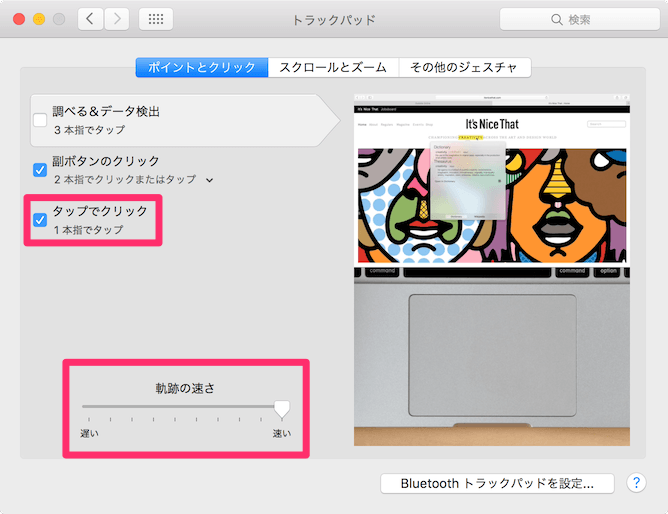 トラックパッド
検索
ポイントとクリック
スクロールとズーム
その他のジェスチャ
調べる＆データ検出
3 本指でタップ
副ボタンのクリック
2 本指でクリックまたはタップ
タップでクリック
1 本指でタップ
軌跡の速さ
遅い
速い
It's Nice That
command
command
option
Bluetooth トラックパッドを設定...
?